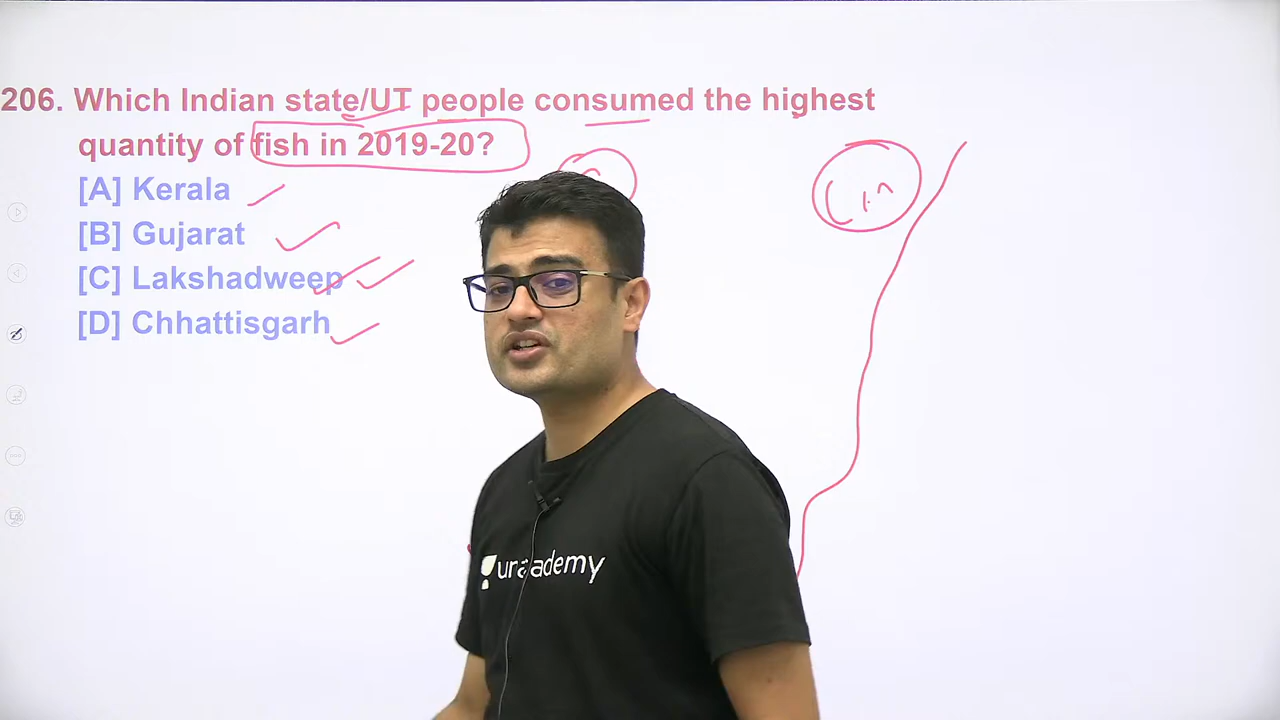 206. Which Indian state/UT people consumed the highest
quantity of fish in 2019-20?
[A] Kerala
[B] Gujarat
[C] Lakshadweep
[D] Chhattisgarh